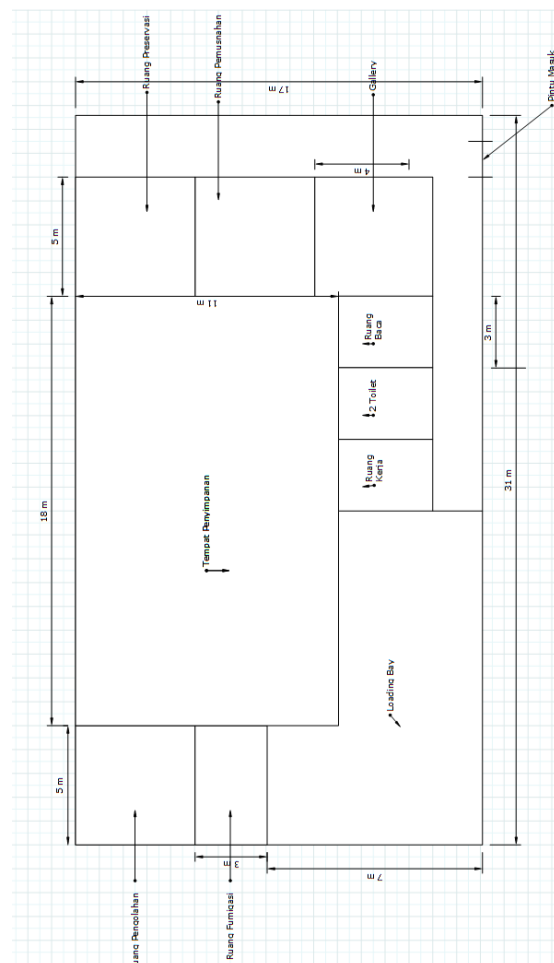 Ruang Preservasi
Ruang Pemusnahan
Gallery
Pintu Masuk
17 m
4 m
5 m
11 m
Ruang
Baca
3 m
2 Toilet
Ruang
Kerja
18 m
31 m
Tempat Penyimpanan
Loading Bay
5 m
3 m
7 m
uang Pengolahan
Ruang Fumigasi